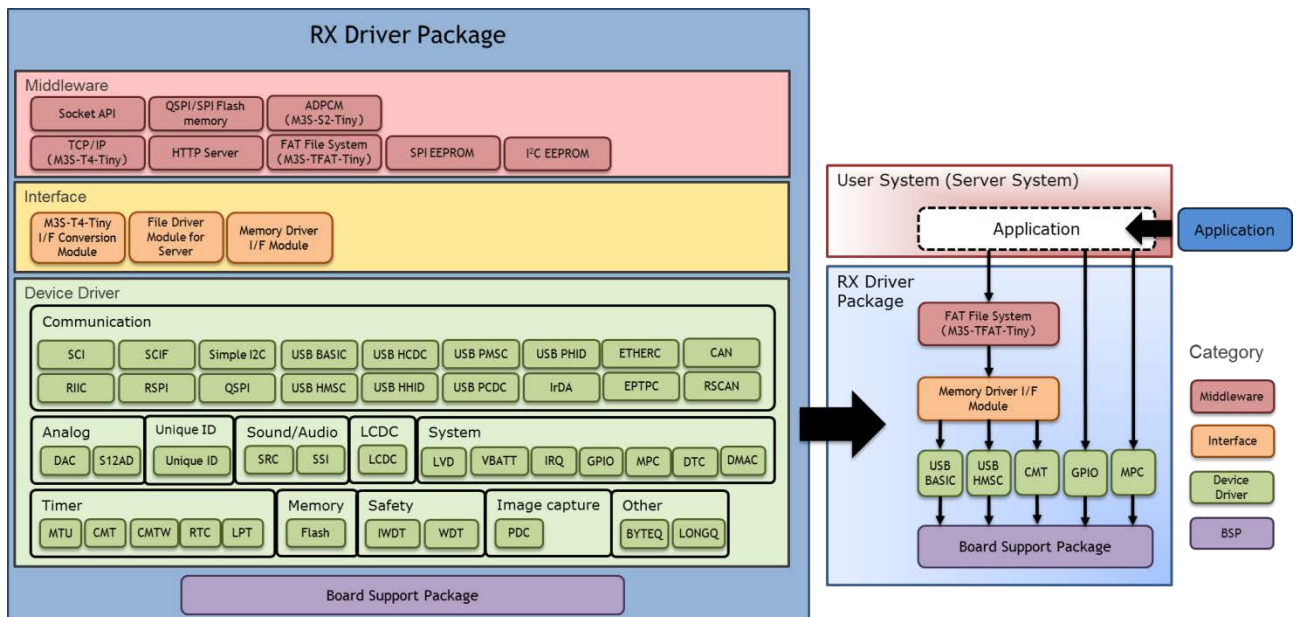 RX Driver Package
Middleware
Socket API
QSPI/SPI Flash
memory
ADPCM
(M3S-S2-Tiny)
TCP/IP
(M3S-T4-Tiny)
HTTP Server
FAT File System
(M3S-TFAT-Tiny)
SPI EEPROM
I²C EEPROM
Interface
M3S-T4-Tiny
I/F Conversion
Module
File Driver
Module for
Server
Memory Driver
I/F Module
Device Driver
Communication
SCI
SCIF
Simple I2C
USB BASIC
USB HCDC
USB PMSC
USB PHID
ETHERC
CAN
RIIC
RSPI
QSPI
USB HMSC
USB HHID
USB PCDC
IrDA
EPTPC
RSCAN
Analog
DAC
S12AD
Unique ID
Unique ID
Sound/Audio
SRC
SSI
LCDC
LCDC
System
LVD
VBATT
IRQ
GPIO
MPC
DTC
DMAC
Timer
MTU
CMT
CMTW
RTC
LPT
Memory
Flash
Safety
IWDT
WDT
Image capture
PDC
Other
BYTEQ
LONGQ
Board Support Package
User System (Server System)
Application
Application
RX Driver
Package
FAT File System
(M3S-TFAT-Tiny)
Memory Driver I/F
Module
USB
BASIC
USB
HMSC
CMT
GPIO
MPC
Board Support Package
Category
Middleware
Interface
Device
Driver
BSP